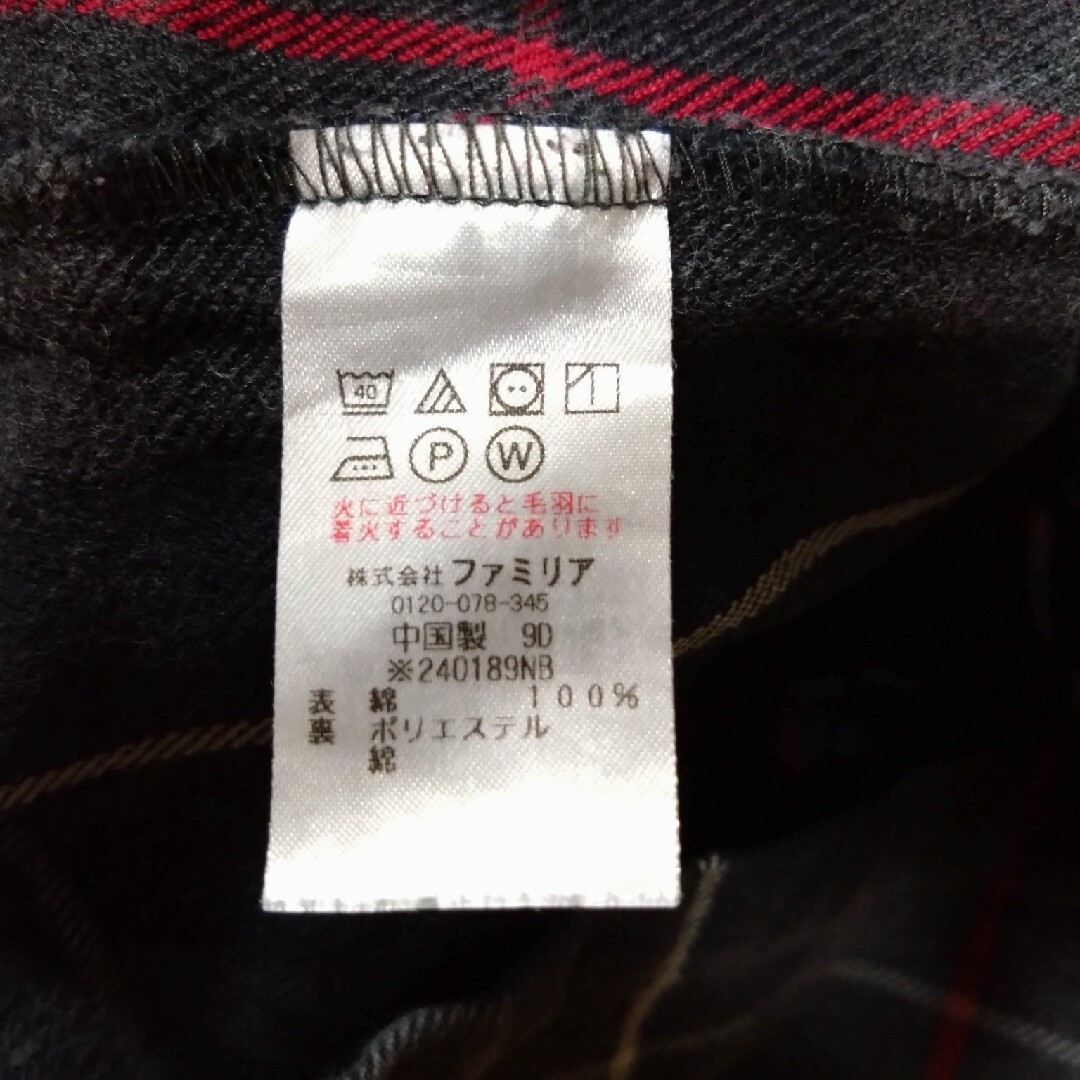 40
P W
火に近づけると毛羽に
着火することがあります
株式会社 ファミリア
0120-078-345
中国製 9D
※240189NB
表 綿 100%
裏 ポリエステル
綿